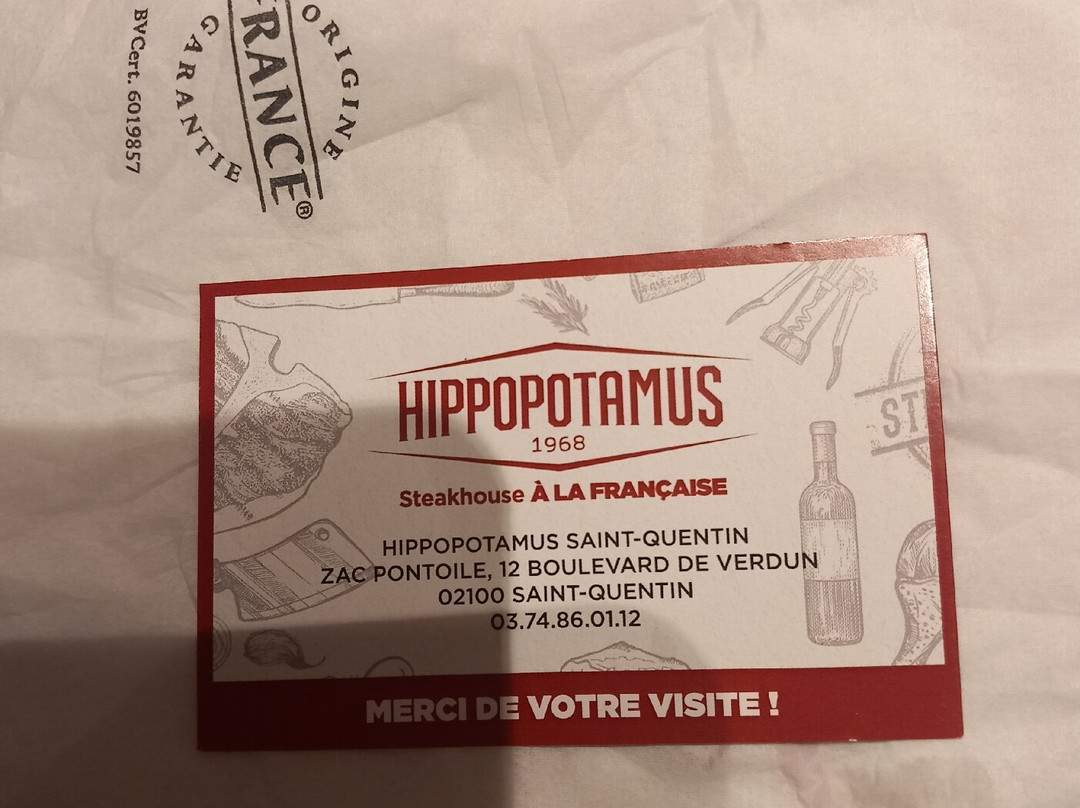 ORIGINE
FRANCE®
GARANTIE
BVCert. 6019857
HIPPOPOTAMUS
1968
Steakhouse À LA FRANÇAISE
HIPPOPOTAMUS SAINT-QUENTIN
ZAC PONTOILE, 12 BOULEVARD DE VERDUN
02100 SAINT-QUENTIN
03.74.86.01.12
MERCI DE VOTRE VISITE !